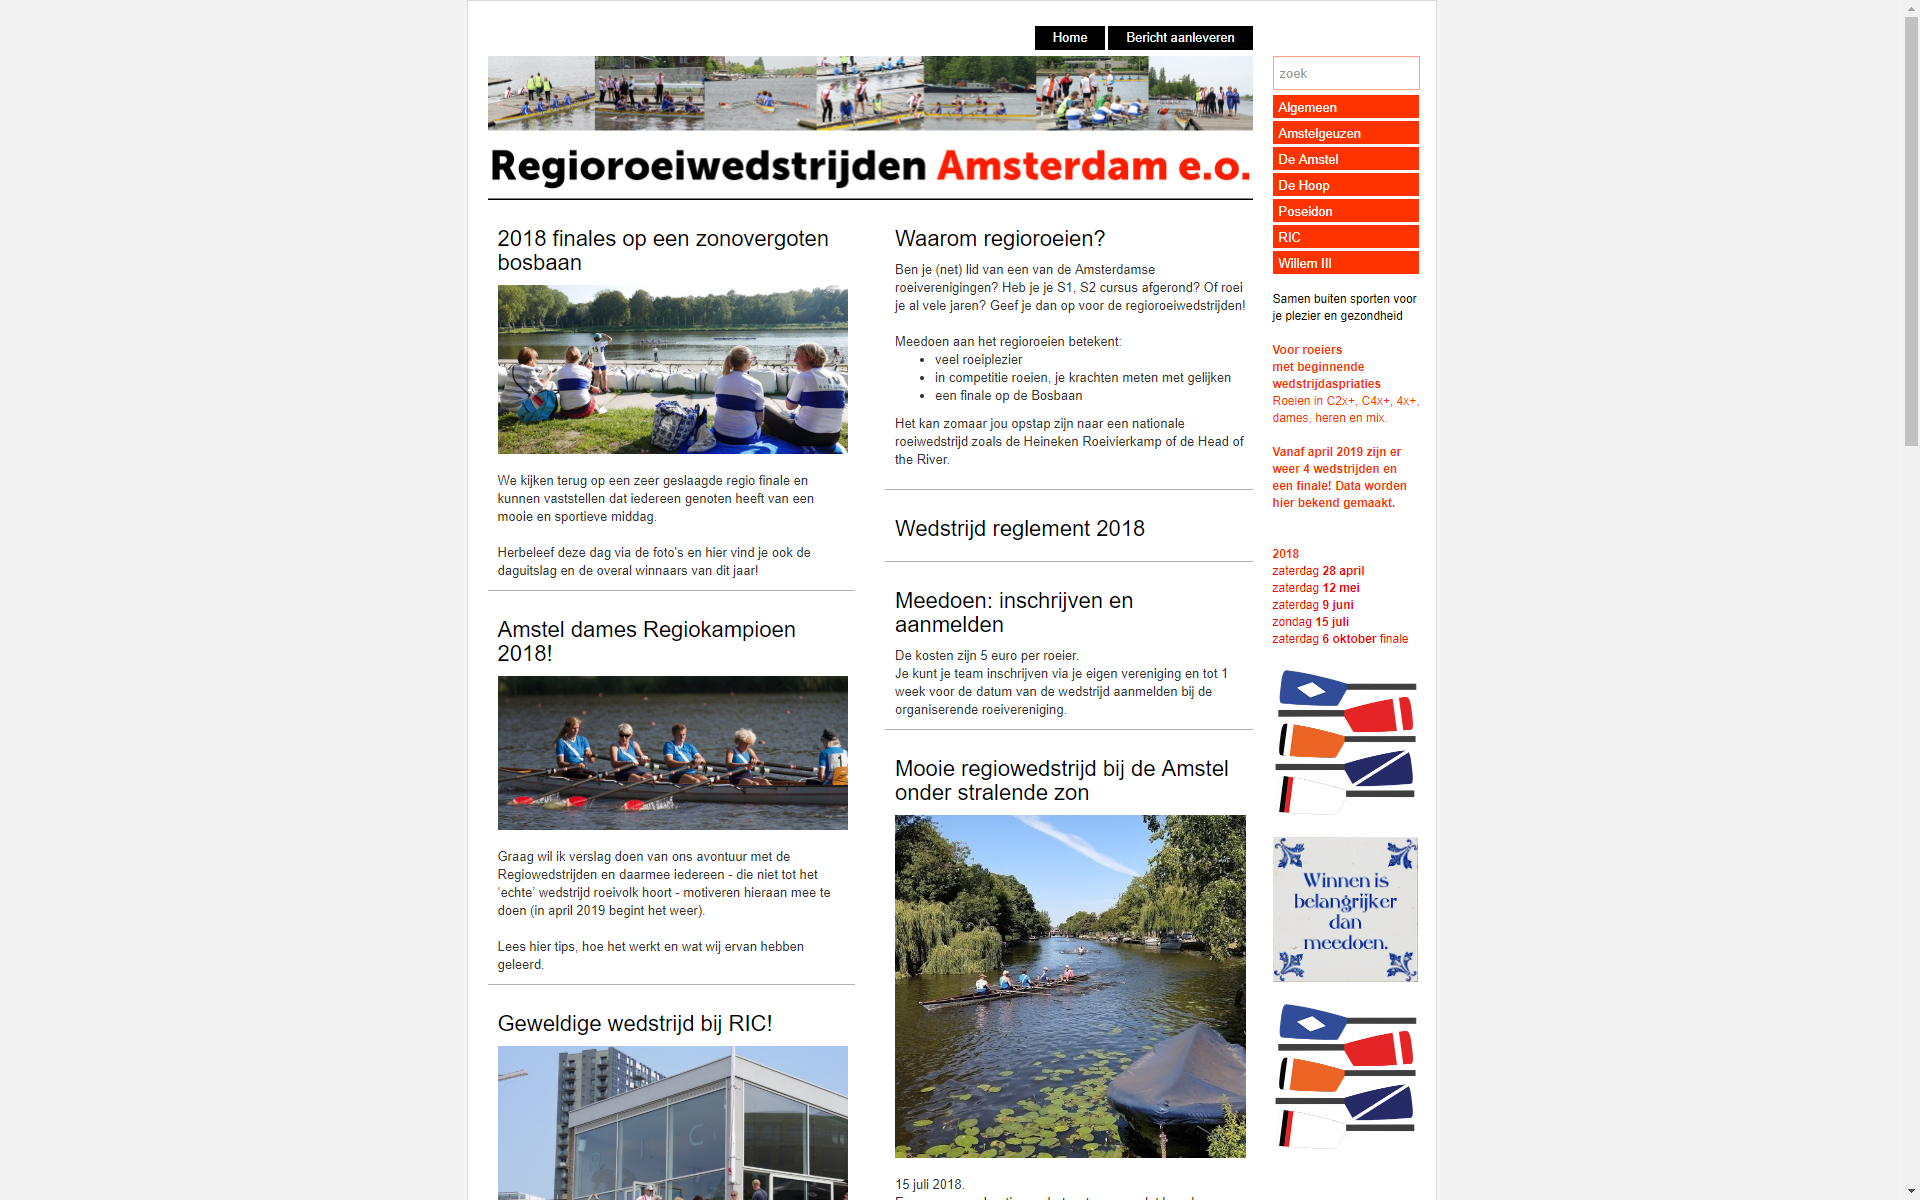 Home
Bericht aanleveren
Regioroeiwedstrijden Amsterdam e.o.
2018 finales op een zonovergoten
bosbaan
We kijken terug op een zeer geslaagde regio finale en
kunnen vaststellen dat iedereen genoten heeft van een
mooie en sportieve middag.
Herbeleef deze dag via de foto's en hier vind je ook de
daguitslag en de overal winnaars van dit jaar!
Amstel dames Regiokampioen
2018!
1
Graag wil ik verslag doen van ons avontuur met de
Regiowedstrijden en daarmee iedereen - die niet tot het
‘echte’ wedstrijd roeivolk hoort - motiveren hieraan mee te
doen (in april 2019 begint het weer).
Lees hier tips, hoe het werkt en wat wij ervan hebben
geleerd.
Geweldige wedstrijd bij RIC!
Waarom regioroeien?
Ben je (net) lid van een van de Amsterdamse
roeiverenigingen? Heb je je S1, S2 cursus afgerond? Of roei
je al vele jaren? Geef je dan op voor de regioroeiwedstrijden!
Meedoen aan het regioroeien betekent:
• veel roeiplezier
• in competitie roeien, je krachten meten met gelijken
• een finale op de Bosbaan
Het kan zomaar jou opstap zijn naar een nationale
roeiwedstrijd zoals de Heineken Roeivierkamp of de Head of
the River.
Wedstrijd reglement 2018
Meedoen: inschrijven en
aanmelden
De kosten zijn 5 euro per roeier.
Je kunt je team inschrijven via je eigen vereniging en tot 1
week voor de datum van de wedstrijd aanmelden bij de
organiserende roeivereniging.
Mooie regiowedstrijd bij de Amstel
onder stralende zon
15 juli 2018.
zoek
Algemeen
Amstelgeuzen
De Amstel
De Hoop
Poseidon
RIC
Willem III
Samen buiten sporten voor
je plezier en gezondheid
Voor roeiers
met beginnende
wedstrijdaspriaties
Roeien in C2x+, C4x+, 4x+,
dames, heren en mix.
Vanaf april 2019 zijn er
weer 4 wedstrijden en
een finale! Data worden
hier bekend gemaakt.
2018
zaterdag 28 april
zaterdag 12 mei
zaterdag 9 juni
zondag 15 juli
zaterdag 6 oktober finale
Winnen is
belangrijker
dan
meedoen.